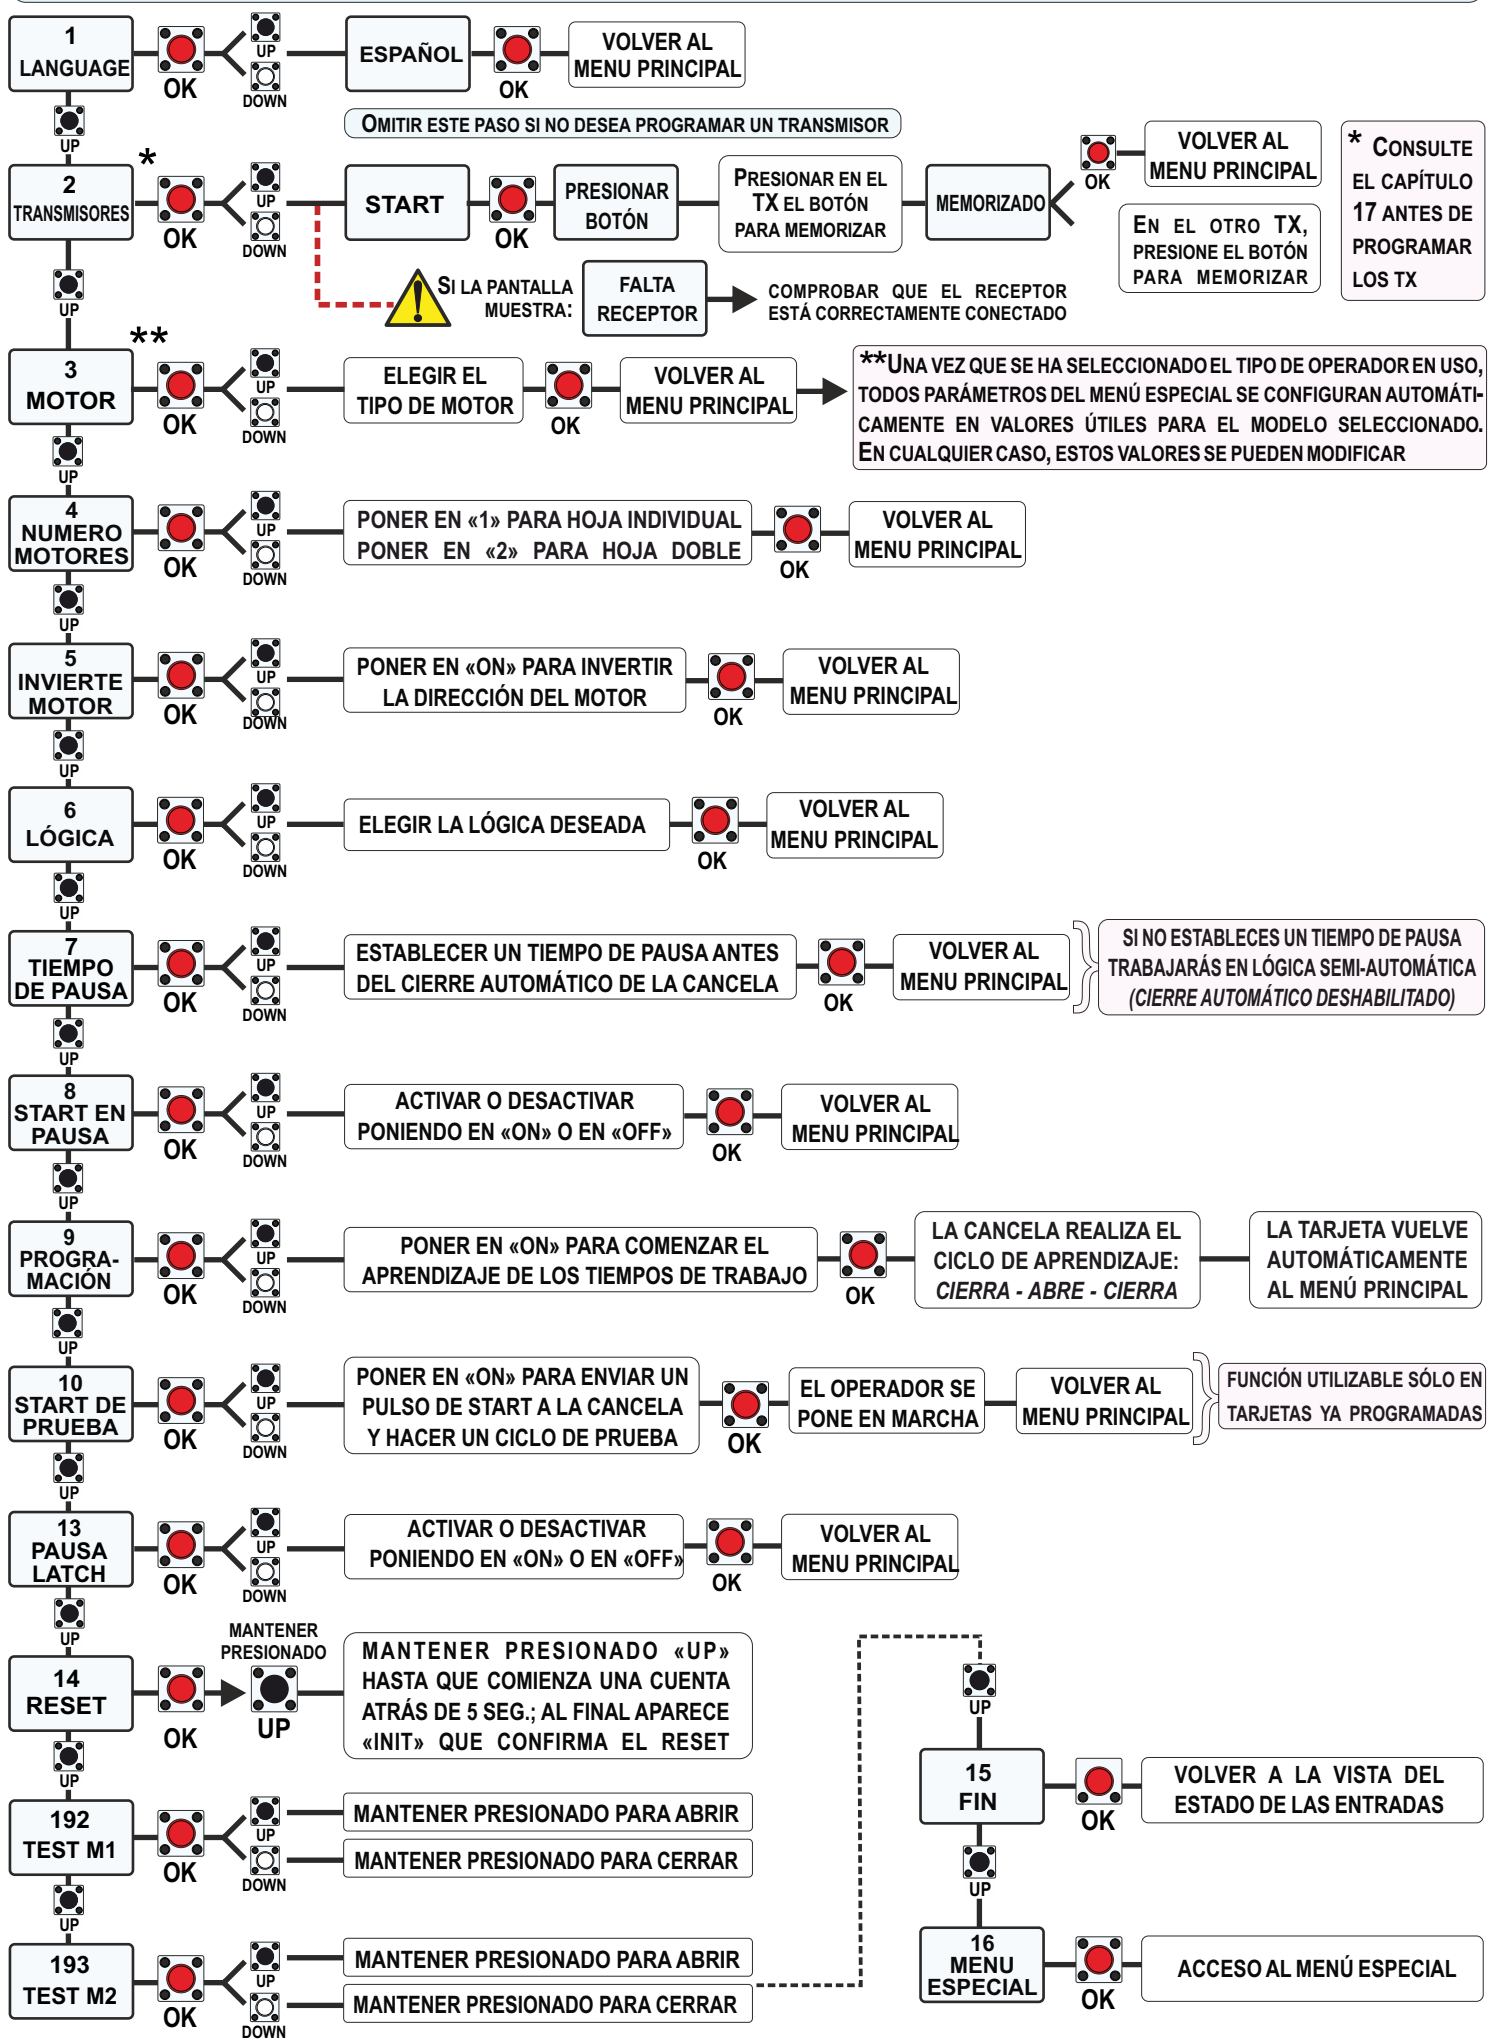 1
LANGUAGE
OK
UP
DOWN
ESPAÑOL
OK
VOLVER AL
MENU PRINCIPAL
UP
OMITIR ESTE PASO SI NO DESEA PROGRAMAR UN TRANSMISOR
2
TRANSMISORES
*
OK
UP
DOWN
START
OK
PRESIONAR
BOTÓN
PRESIONAR EN EL
TX EL BOTÓN
PARA MEMORIZAR
MEMORIZADO
OK
VOLVER AL
MENU PRINCIPAL
EN EL OTRO TX,
PRESIONE EL BOTÓN
PARA MEMORIZAR
* CONSULTE
EL CAPÍTULO
17 ANTES DE
PROGRAMAR
LOS TX
SI LA PANTALLA
MUESTRA:
FALTA
RECEPTOR
COMPROBAR QUE EL RECEPTOR
ESTÁ CORRECTAMENTE CONECTADO
UP
3
MOTOR
**
OK
UP
DOWN
ELEGIR EL
TIPO DE MOTOR
OK
VOLVER AL
MENU PRINCIPAL
**UNA VEZ QUE SE HA SELECCIONADO EL TIPO DE OPERADOR EN USO,
TODOS PARÁMETROS DEL MENÚ ESPECIAL SE CONFIGURAN AUTOMÁTI-
CAMENTE EN VALORES ÚTILES PARA EL MODELO SELECCIONADO.
EN CUALQUIER CASO, ESTOS VALORES SE PUEDEN MODIFICAR
UP
4
NUMERO
MOTORES
OK
UP
DOWN
PONER EN «1» PARA HOJA INDIVIDUAL
PONER EN «2» PARA HOJA DOBLE
OK
VOLVER AL
MENU PRINCIPAL
UP
5
INVIERTE
MOTOR
OK
UP
DOWN
PONER EN «ON» PARA INVERTIR
LA DIRECCIÓN DEL MOTOR
OK
VOLVER AL
MENU PRINCIPAL
UP
6
LÓGICA
OK
UP
DOWN
ELEGIR LA LÓGICA DESEADA
OK
VOLVER AL
MENU PRINCIPAL
UP
7
TIEMPO
DE PAUSA
OK
UP
DOWN
ESTABLECER UN TIEMPO DE PAUSA ANTES
DEL CIERRE AUTOMÁTICO DE LA CANCELA
OK
VOLVER AL
MENU PRINCIPAL
SI NO ESTABLECES UN TIEMPO DE PAUSA
TRABAJARÁS EN LÓGICA SEMI-AUTOMÁTICA
(CIERRE AUTOMÁTICO DESHABILITADO)
UP
8
START EN
PAUSA
OK
UP
DOWN
ACTIVAR O DESACTIVAR
PONIENDO EN «ON» O EN «OFF»
OK
VOLVER AL
MENU PRINCIPAL
UP
9
PROGRA-
MACIÓN
OK
UP
DOWN
PONER EN «ON» PARA COMENZAR EL
APRENDIZAJE DE LOS TIEMPOS DE TRABAJO
OK
LA CANCELA REALIZA EL
CICLO DE APRENDIZAJE:
CIERRA - ABRE - CIERRA
LA TARJETA VUELVE
AUTOMÁTICAMENTE
AL MENÚ PRINCIPAL
UP
10
START DE
PRUEBA
OK
UP
DOWN
PONER EN «ON» PARA ENVIAR UN
PULSO DE START A LA CANCELA
Y HACER UN CICLO DE PRUEBA
OK
EL OPERADOR SE
PONE EN MARCHA
VOLVER AL
MENU PRINCIPAL
FUNCIÓN UTILIZABLE SÓLO EN
TARJETAS YA PROGRAMADAS
UP
13
PAUSA
LATCH
OK
UP
DOWN
ACTIVAR O DESACTIVAR
PONIENDO EN «ON» O EN «OFF»
OK
VOLVER AL
MENU PRINCIPAL
UP
14
RESET
OK
MANTENER
PRESIONADO
UP
MANTENER PRESIONADO «UP»
HASTA QUE COMIENZA UNA CUENTA
ATRÁS DE 5 SEG.; AL FINAL APARECE
«INIT» QUE CONFIRMA EL RESET
UP
192
TEST M1
OK
UP
DOWN
MANTENER PRESIONADO PARA ABRIR
MANTENER PRESIONADO PARA CERRAR
UP
193
TEST M2
OK
UP
DOWN
MANTENER PRESIONADO PARA ABRIR
MANTENER PRESIONADO PARA CERRAR
UP
15
FIN
OK
VOLVER A LA VISTA DEL
ESTADO DE LAS ENTRADAS
UP
16
MENU
ESPECIAL
OK
ACCESO AL MENÚ ESPECIAL